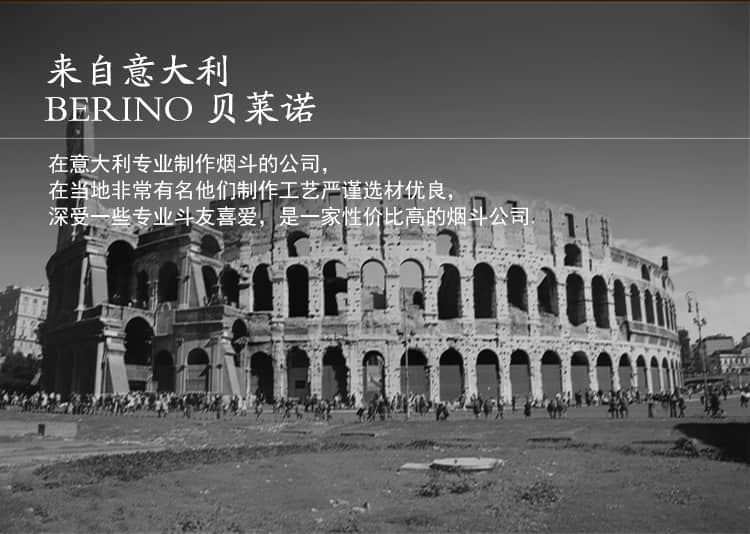 来自意大利
BERINO 贝莱诺
在意大利专业制作烟斗的公司，
在当地非常有名他们制作工艺严谨选材优良，
深受一些专业斗友喜爱，是一家性价比高的烟斗公司.